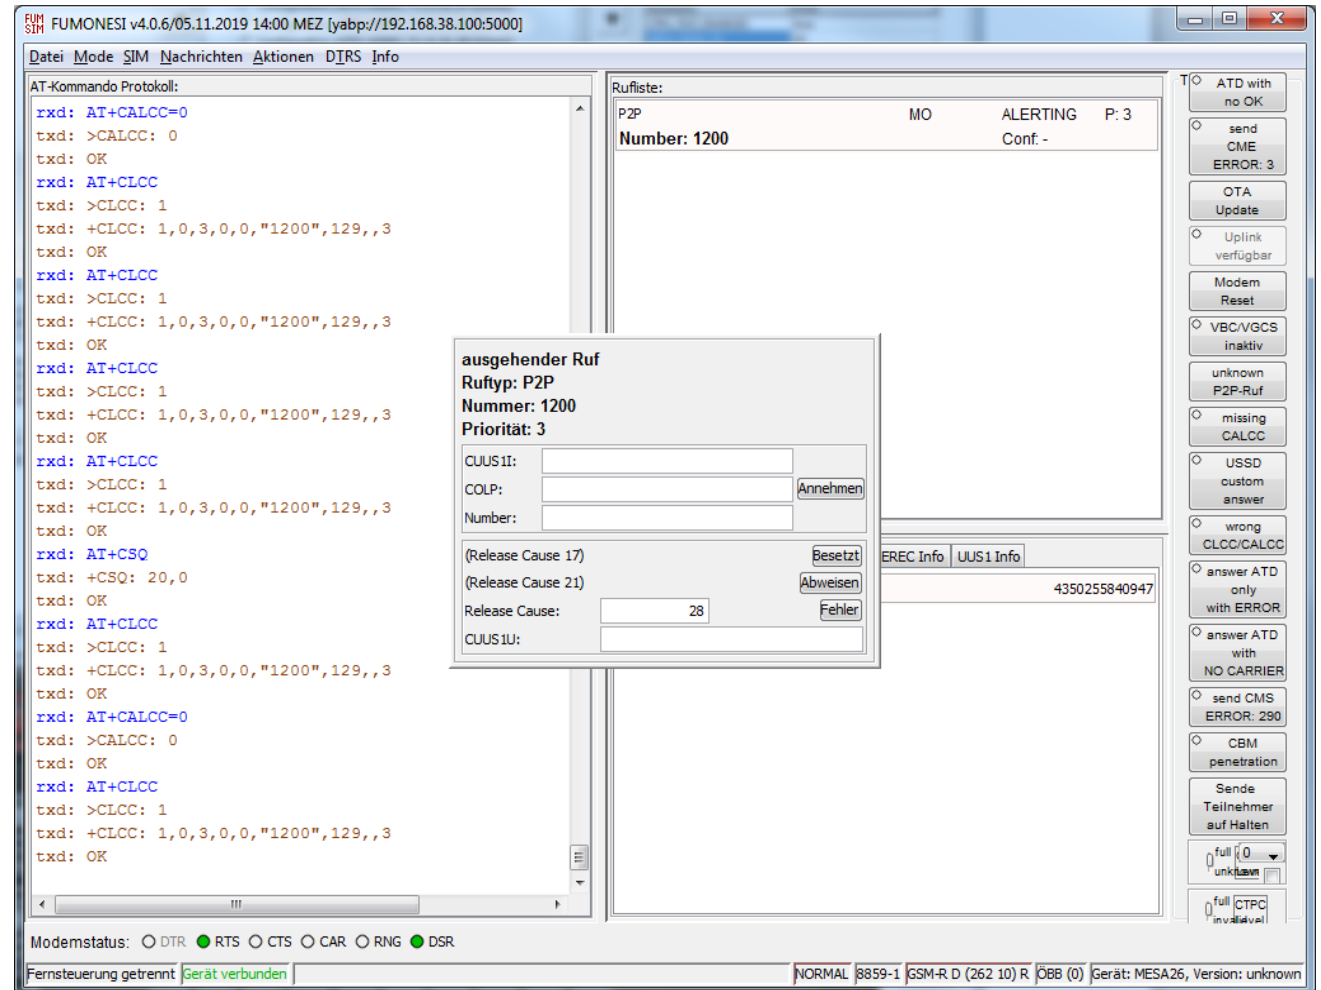 FUM
SIM FUMONESI v4.0.6/05.11.2019 14:00 MEZ [yabp://192.168.38.100:5000]
Datei Mode SIM Nachrichten Aktionen DTRS Info
AT-Kommando Protokoll:
rxd: AT+CALCC=0
txd: >CALCC: 0
txd: OK
rxd: AT+CLCC
txd: >CLCC: 1
txd: +CLCC: 1,0,3,0,0,"1200",129,,3
txd: OK
rxd: AT+CLCC
txd: >CLCC: 1
txd: +CLCC: 1,0,3,0,0,"1200",129,,3
txd: OK
rxd: AT+CLCC
txd: >CLCC: 1
txd: +CLCC: 1,0,3,0,0,"1200",129,,3
txd: OK
rxd: AT+CLCC
txd: >CLCC: 1
txd: +CLCC: 1,0,3,0,0,"1200",129,,3
txd: OK
rxd: AT+CSQ
txd: +CSQ: 20,0
txd: OK
rxd: AT+CLCC
txd: >CLCC: 1
txd: +CLCC: 1,0,3,0,0,"1200",129,,3
txd: OK
rxd: AT+CALCC=0
txd: >CALCC: 0
txd: OK
rxd: AT+CLCC
txd: >CLCC: 1
txd: +CLCC: 1,0,3,0,0,"1200",129,,3
txd: OK
Rufliste:
P2P MO ALERTING P: 3
Number: 1200 Conf: -
ausgehender Ruf
Ruftyp: P2P
Nummer: 1200
Priorität: 3
CUUS1I:
COLP: Annehmen
Number:
(Release Cause 17) Besetzt
(Release Cause 21) Abweisen
Release Cause: 28 Fehler
CUUS1U:
EREC Info UUS1 Info
4350255840947
T
ATD with
no OK
send
CME
ERROR: 3
OTA
Update
Uplink
verfügbar
Modem
Reset
VBC/VGCS
inaktiv
unknown
P2P-Ruf
missing
CALCC
USSD
custom
answer
wrong
CLCC/CALCC
answer ATD
only
with ERROR
answer ATD
with
NO CARRIER
send CMS
ERROR: 290
CBM
penetration
Sende
Teilnehmer
auf Halten
full 0
full CTPC
Modemstatus: DTR RTS CTS CAR RNG DSR
Fernsteuerung getrennt Gerät verbunden NORMAL 8859-1 GSM-R D (262 10) R ÖBB (0) Gerät: MESA26, Version: unknown